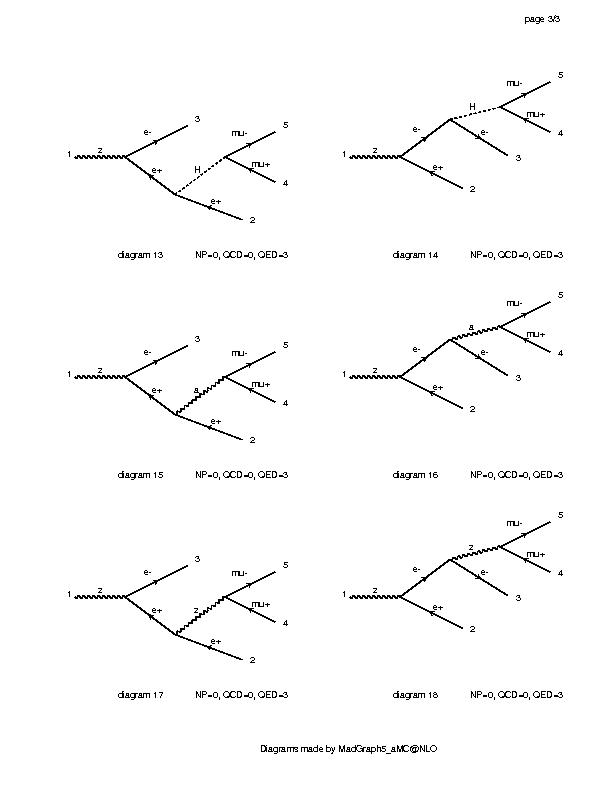 page 3/3
1
z
e-
3
e+
H
mu-
5
mu+
4
e+
2
diagram 13 NP=0, QCD=0, QED=3
1
z
e-
H
mu-
5
mu+
4
e-
3
e+
2
diagram 14 NP=0, QCD=0, QED=3
1
z
e-
3
e+
a
mu-
5
mu+
4
e+
2
diagram 15 NP=0, QCD=0, QED=3
1
z
e-
a
mu-
5
mu+
4
e-
3
e+
2
diagram 16 NP=0, QCD=0, QED=3
1
z
e-
3
e+
z
mu-
5
mu+
4
e+
2
diagram 17 NP=0, QCD=0, QED=3
1
z
e-
z
mu-
5
mu+
4
e-
3
e+
2
diagram 18 NP=0, QCD=0, QED=3
Diagrams made by MadGraph5_aMC@NLO